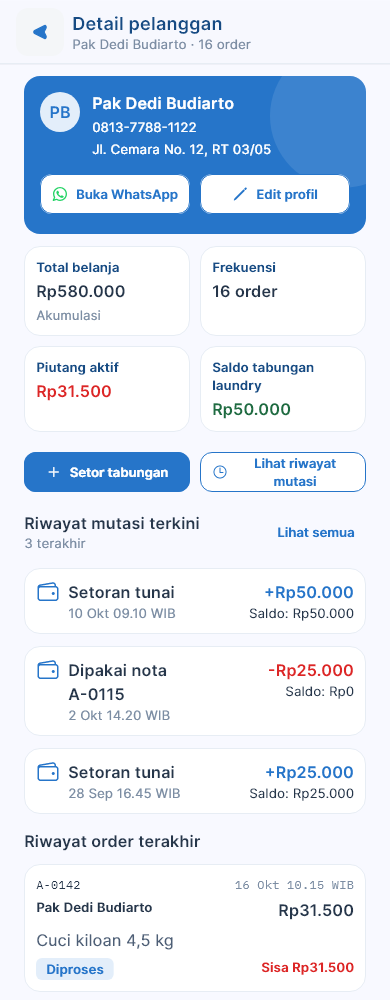 Detail pelanggan
Pak Dedi Budiarto · 16 order
PB
Pak Dedi Budiarto
0813-7788-1122
Jl. Cemara No. 12, RT 03/05
Buka WhatsApp
Edit profil
Total belanja
Rp580.000
Akumulasi
Frekuensi
16 order
Piutang aktif
Rp31.500
Saldo tabungan
laundry
Rp50.000
Setor tabungan
Lihat riwayat
mutasi
Riwayat mutasi terkini
3 terakhir
Lihat semua
Setoran tunai
+Rp50.000
10 Okt 09.10 WIB
Saldo: Rp50.000
Dipakai nota
A-0115
-Rp25.000
Saldo: Rp0
2 Okt 14.20 WIB
Setoran tunai
+Rp25.000
28 Sep 16.45 WIB
Saldo: Rp25.000
Riwayat order terakhir
A-0142
16 Okt 10.15 WIB
Pak Dedi Budiarto
Rp31.500
Cuci kiloan 4,5 kg
Diproses
Sisa Rp31.500